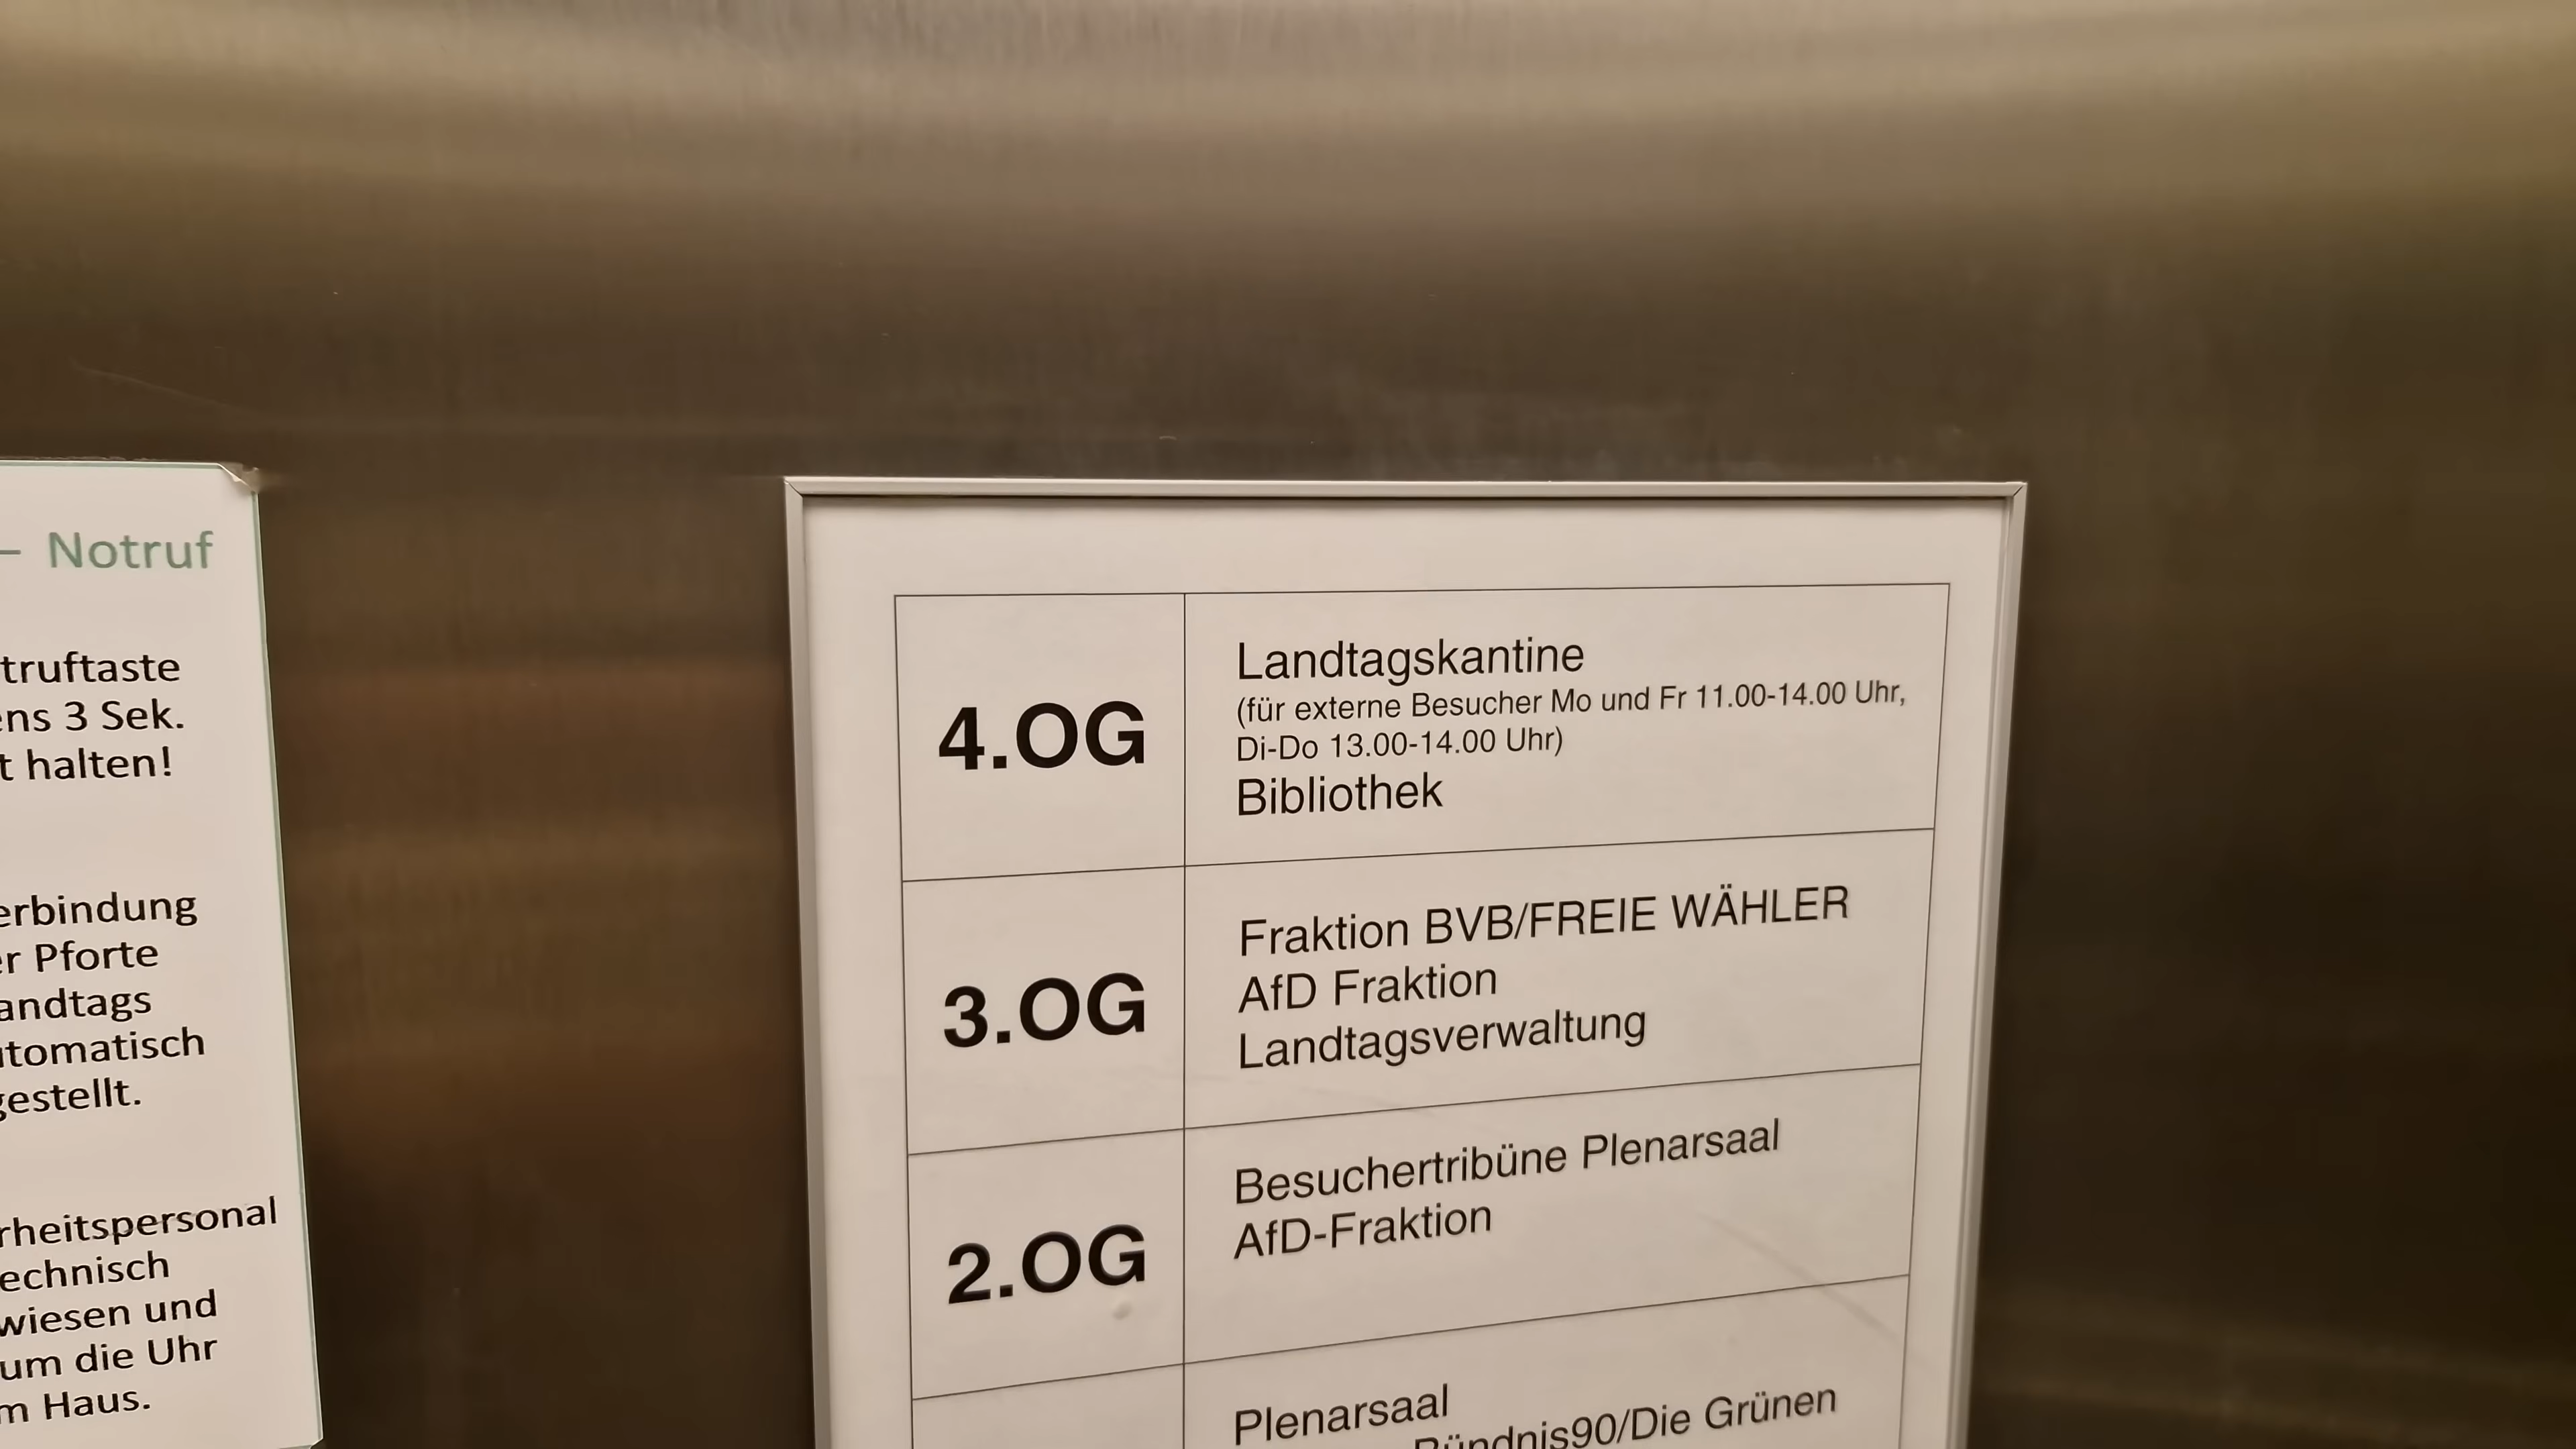 – Notruf
truftaste
ens 3 Sek.
t halten!
erbindung
er Pforte
andtags
utomatisch
gestellt.
rheitspersonal
echnisch
wiesen und
um die Uhr
m Haus.
4.OG
Landtagskantine
(für externe Besucher Mo und Fr 11.00-14.00 Uhr,
Di-Do 13.00-14.00 Uhr)
Bibliothek
3.OG
Fraktion BVB/FREIE WÄHLER
AfD Fraktion
Landtagsverwaltung
2.OG
Besuchertribüne Plenarsaal
AfD-Fraktion
Plenarsaal
Bündnis90/Die Grünen